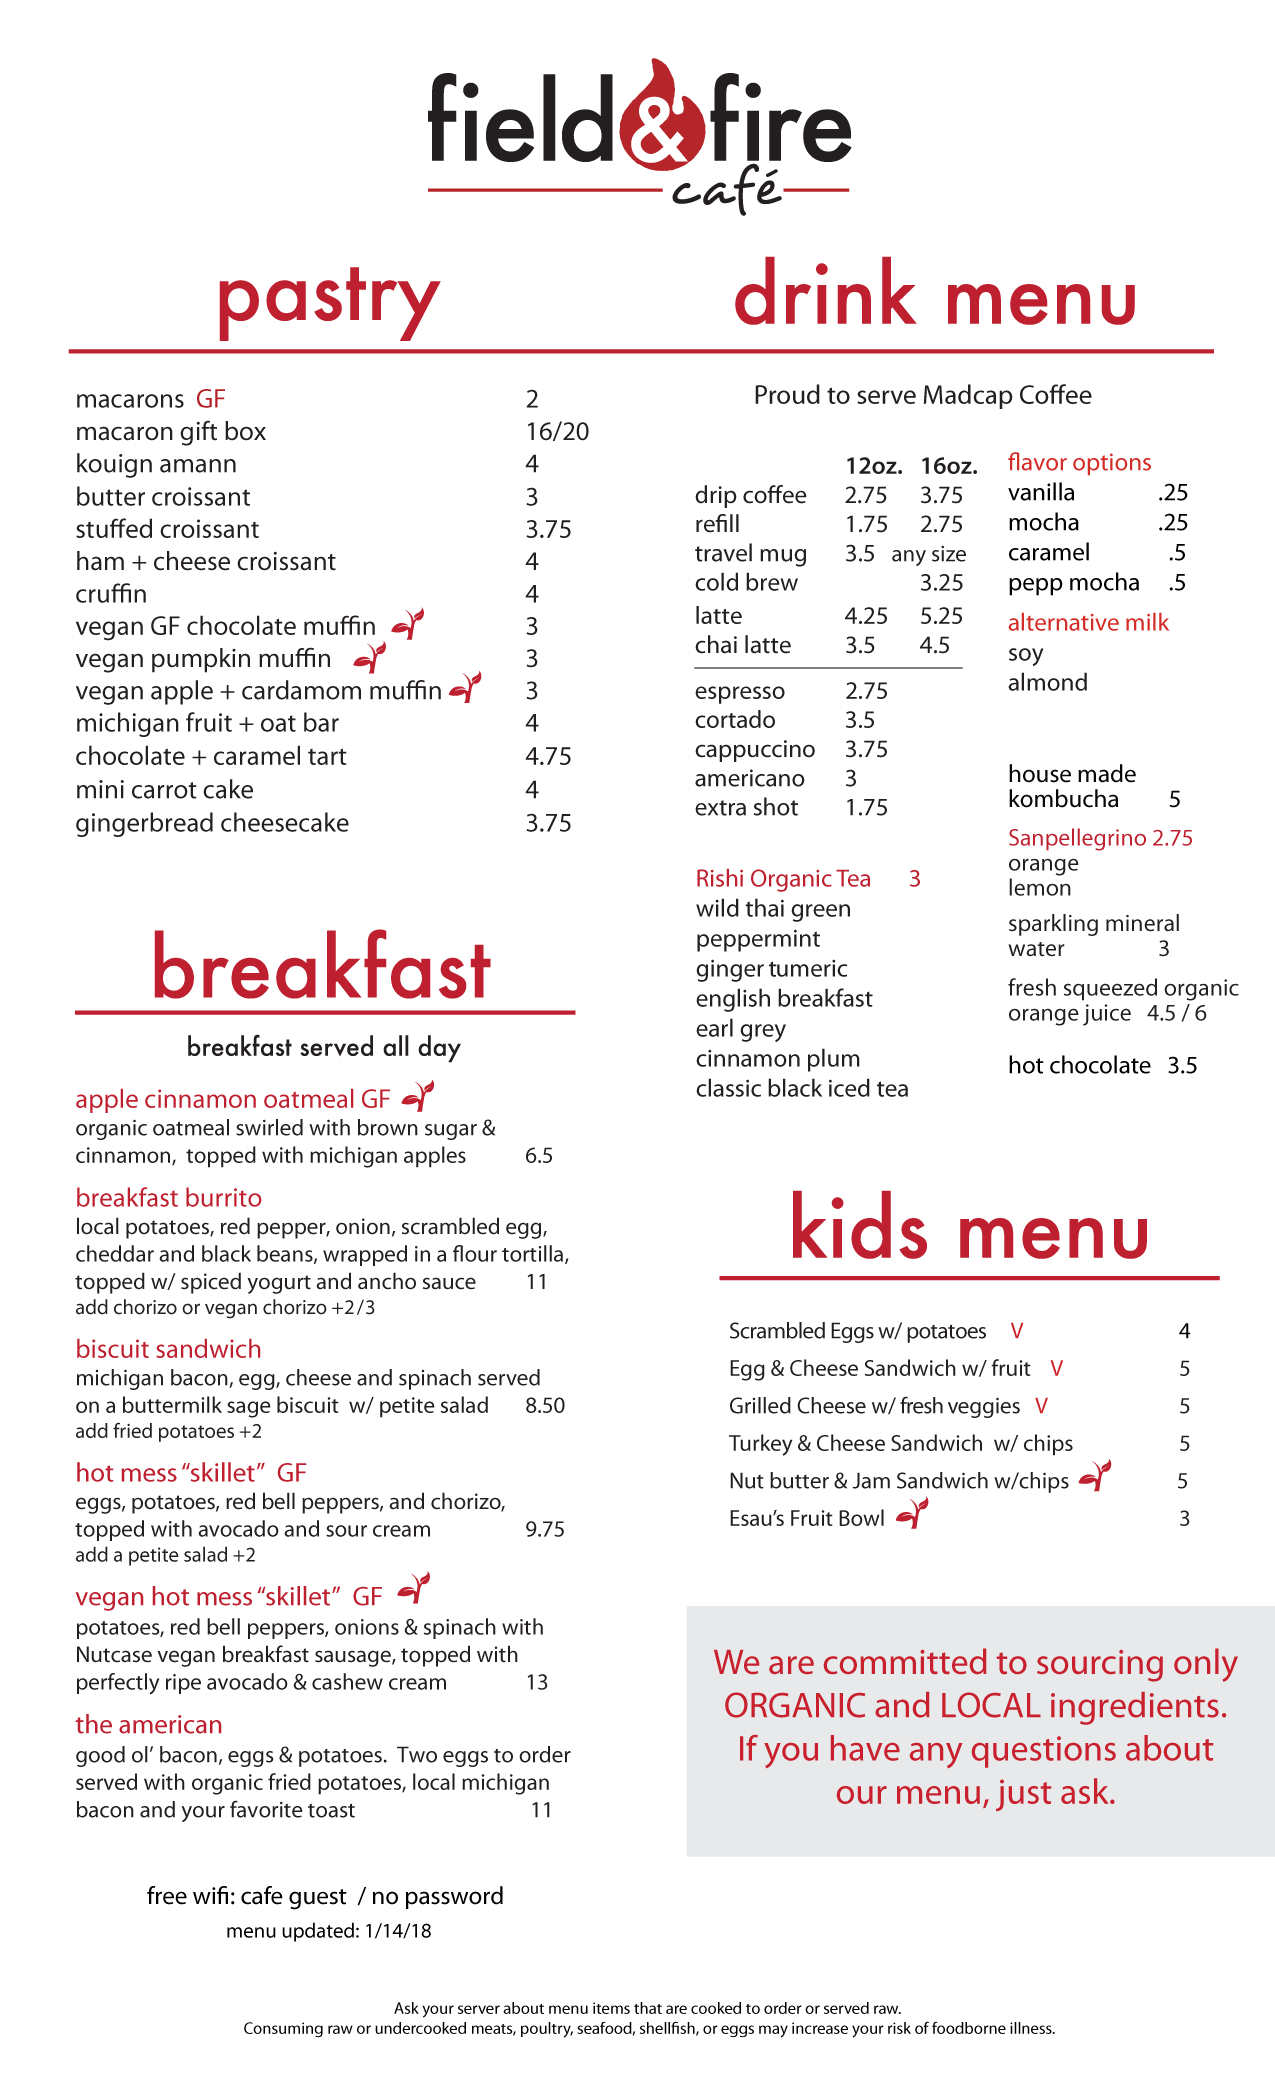 field&fire
café
pastry
macarons GF 2
macaron gift box 16/20
kouign amann 4
butter croissant 3
stuffed croissant 3.75
ham + cheese croissant 4
cruffin 4
vegan GF chocolate muffin 3
vegan pumpkin muffin 3
vegan apple + cardamom muffin 3
michigan fruit + oat bar 4
chocolate + caramel tart 4.75
mini carrot cake 4
gingerbread cheesecake 3.75
breakfast
breakfast served all day
apple cinnamon oatmeal GF
organic oatmeal swirled with brown sugar &
cinnamon, topped with michigan apples 6.5
breakfast burrito
local potatoes, red pepper, onion, scrambled egg,
cheddar and black beans, wrapped in a flour tortilla,
topped w/ spiced yogurt and ancho sauce 11
add chorizo or vegan chorizo +2/3
biscuit sandwich
michigan bacon, egg, cheese and spinach served
on a buttermilk sage biscuit w/ petite salad 8.50
add fried potatoes +2
hot mess “skillet” GF
eggs, potatoes, red bell peppers, and chorizo,
topped with avocado and sour cream 9.75
add a petite salad +2
vegan hot mess “skillet” GF
potatoes, red bell peppers, onions & spinach with
Nutcase vegan breakfast sausage, topped with
perfectly ripe avocado & cashew cream 13
the american
good ol’ bacon, eggs & potatoes. Two eggs to order
served with organic fried potatoes, local michigan
bacon and your favorite toast 11
free wifi: cafe guest / no password
menu updated: 1/14/18
drink menu
Proud to serve Madcap Coffee
12oz. 16oz.
drip coffee 2.75 3.75
refill 1.75 2.75
travel mug 3.5 any size
cold brew 3.25
latte 4.25 5.25
chai latte 3.5 4.5
espresso 2.75
cortado 3.5
cappuccino 3.75
americano 3
extra shot 1.75
Rishi Organic Tea 3
wild thai green
peppermint
ginger tumeric
english breakfast
earl grey
cinnamon plum
classic black iced tea
flavor options
vanilla .25
mocha .25
caramel .5
pepp mocha .5
alternative milk
soy
almond
house made
kombucha 5
Sanpellegrino 2.75
orange
lemon
sparkling mineral
water 3
fresh squeezed organic
orange juice 4.5 / 6
hot chocolate 3.5
kids menu
Scrambled Eggs w/ potatoes V 4
Egg & Cheese Sandwich w/ fruit V 5
Grilled Cheese w/ fresh veggies V 5
Turkey & Cheese Sandwich w/ chips 5
Nut butter & Jam Sandwich w/chips 5
Esau’s Fruit Bowl 3
We are committed to sourcing only
ORGANIC and LOCAL ingredients.
If you have any questions about
our menu, just ask.
Ask your server about menu items that are cooked to order or served raw.
Consuming raw or undercooked meats, poultry, seafood, shellfish, or eggs may increase your risk of foodborne illness.